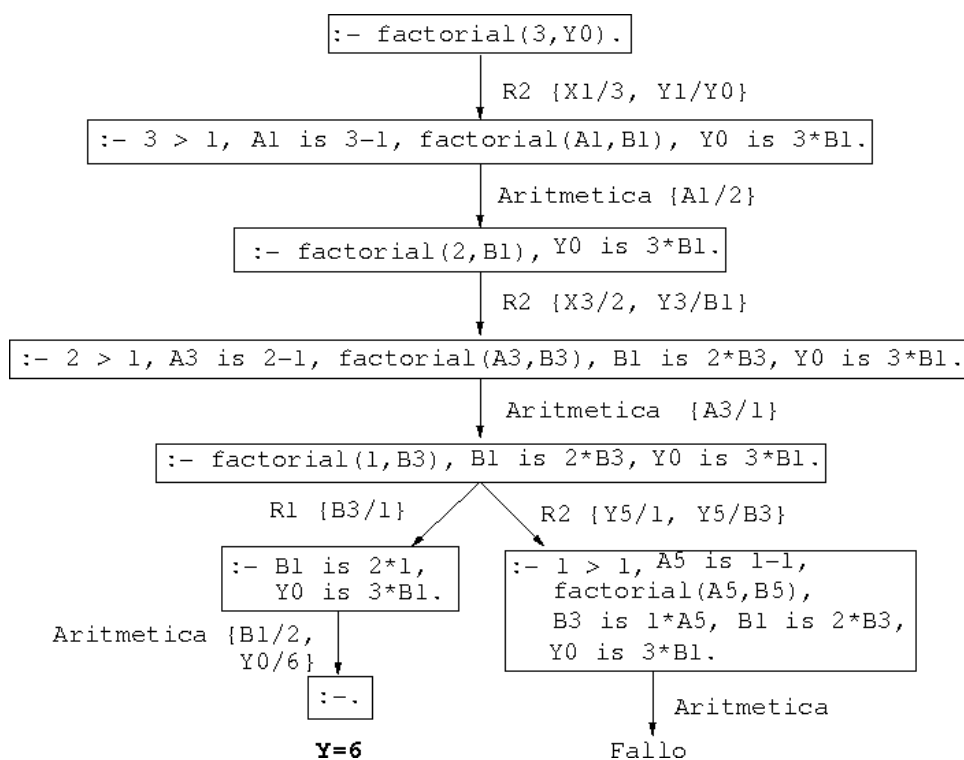 :- factorial(3,Y0).
R2 {X1/3, Y1/Y0}
:- 3 > 1, A1 is 3-1, factorial(A1,B1), Y0 is 3*B1.
Aritmetica {A1/2}
:- factorial(2,B1), Y0 is 3*B1.
R2 {X3/2, Y3/B1}
:- 2 > 1, A3 is 2-1, factorial(A3,B3), B1 is 2*B3, Y0 is 3*B1.
Aritmetica {A3/1}
:- factorial(1,B3), B1 is 2*B3, Y0 is 3*B1.
R1 {B3/1}
R2 {Y5/1, Y5/B3}
:- B1 is 2*1,
Y0 is 3*B1.
:- 1 > 1, A5 is 1-1,
factorial(A5,B5),
B3 is 1*A5, B1 is 2*B3,
Y0 is 3*B1.
Aritmetica {B1/2,
Y0/6}
:-.
Y=6
Aritmetica
Fallo